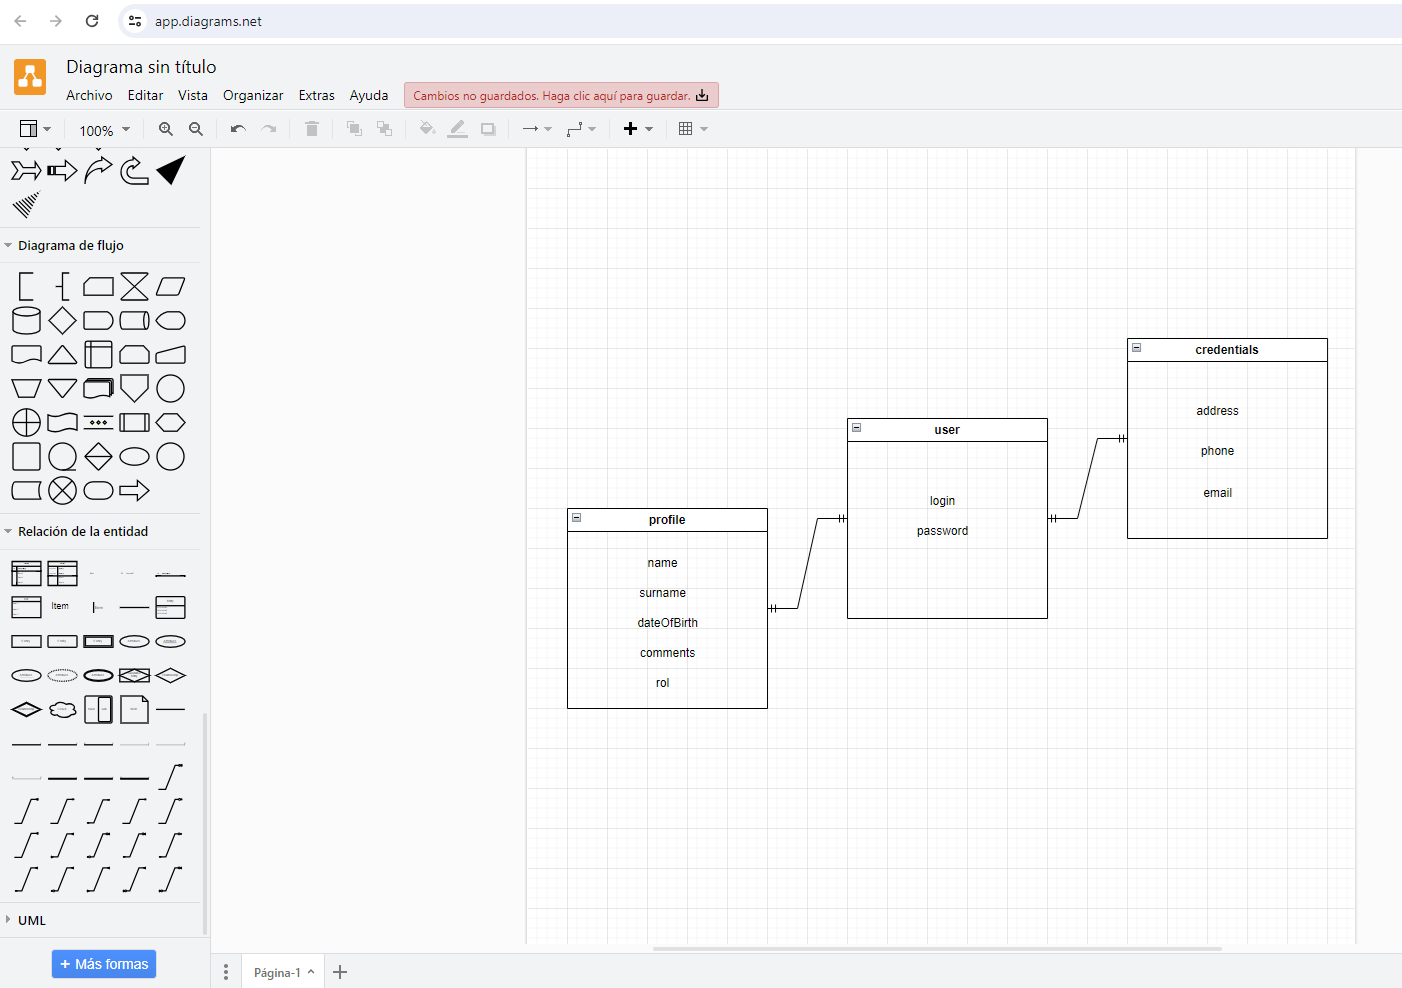 app.diagrams.net
Diagrama sin título
Archivo Editar Vista Organizar Extras Ayuda
Cambios no guardados. Haga clic aquí para guardar.
100%
Diagrama de flujo
Relación de la entidad
Item
UML
+ Más formas
credentials
address
phone
email
user
login
password
profile
name
surname
dateOfBirth
comments
rol
Página-1